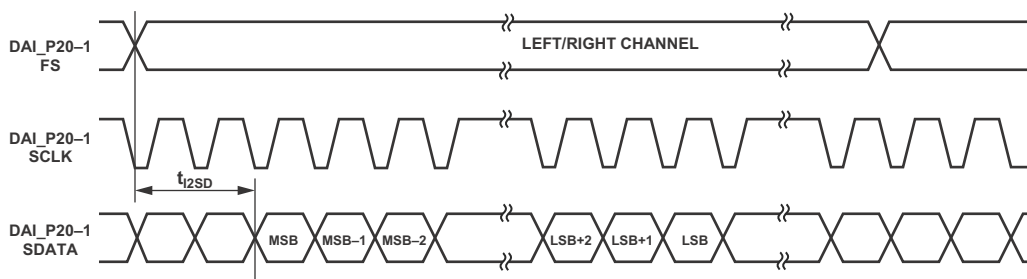 DAI_P20–1
FS
LEFT/RIGHT CHANNEL
DAI_P20–1
SCLK
tI2SD
DAI_P20–1
SDATA
MSB
MSB–1
MSB–2
LSB+2
LSB+1
LSB